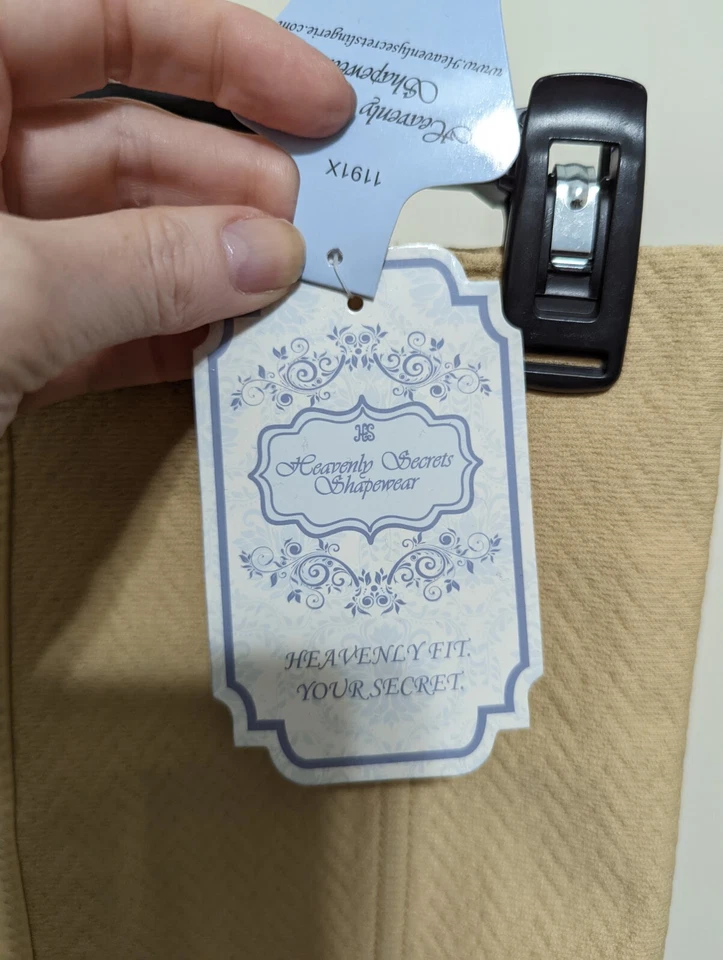 www.Heavenlysecretslingerie.com
Heavenly
Shapewear
1191X
HS
Heavenly Secrets
Shapewear
HEAVENLY FIT.
YOUR SECRET.